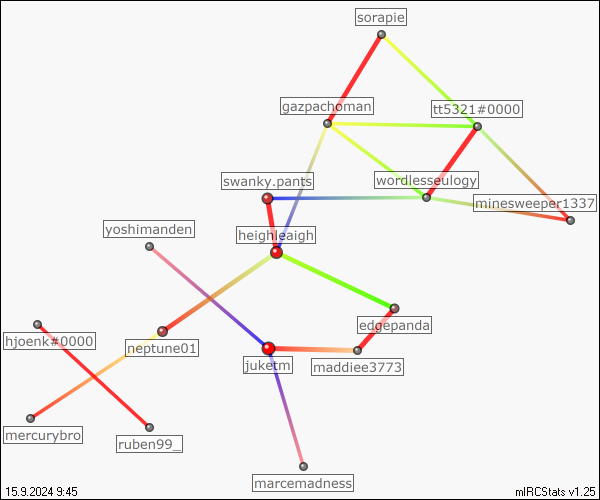 sorapie
gazpachoman
tt5321#0000
swanky.pants
wordlesseulogy
minesweeper1337
yoshimanden
heighleaigh
edgepanda
hjoenk#0000
neptune01
juketm
maddiee3773
mercurybro
ruben99_
marcemadness
15.9.2024 9:45
mIRCStats v1.25